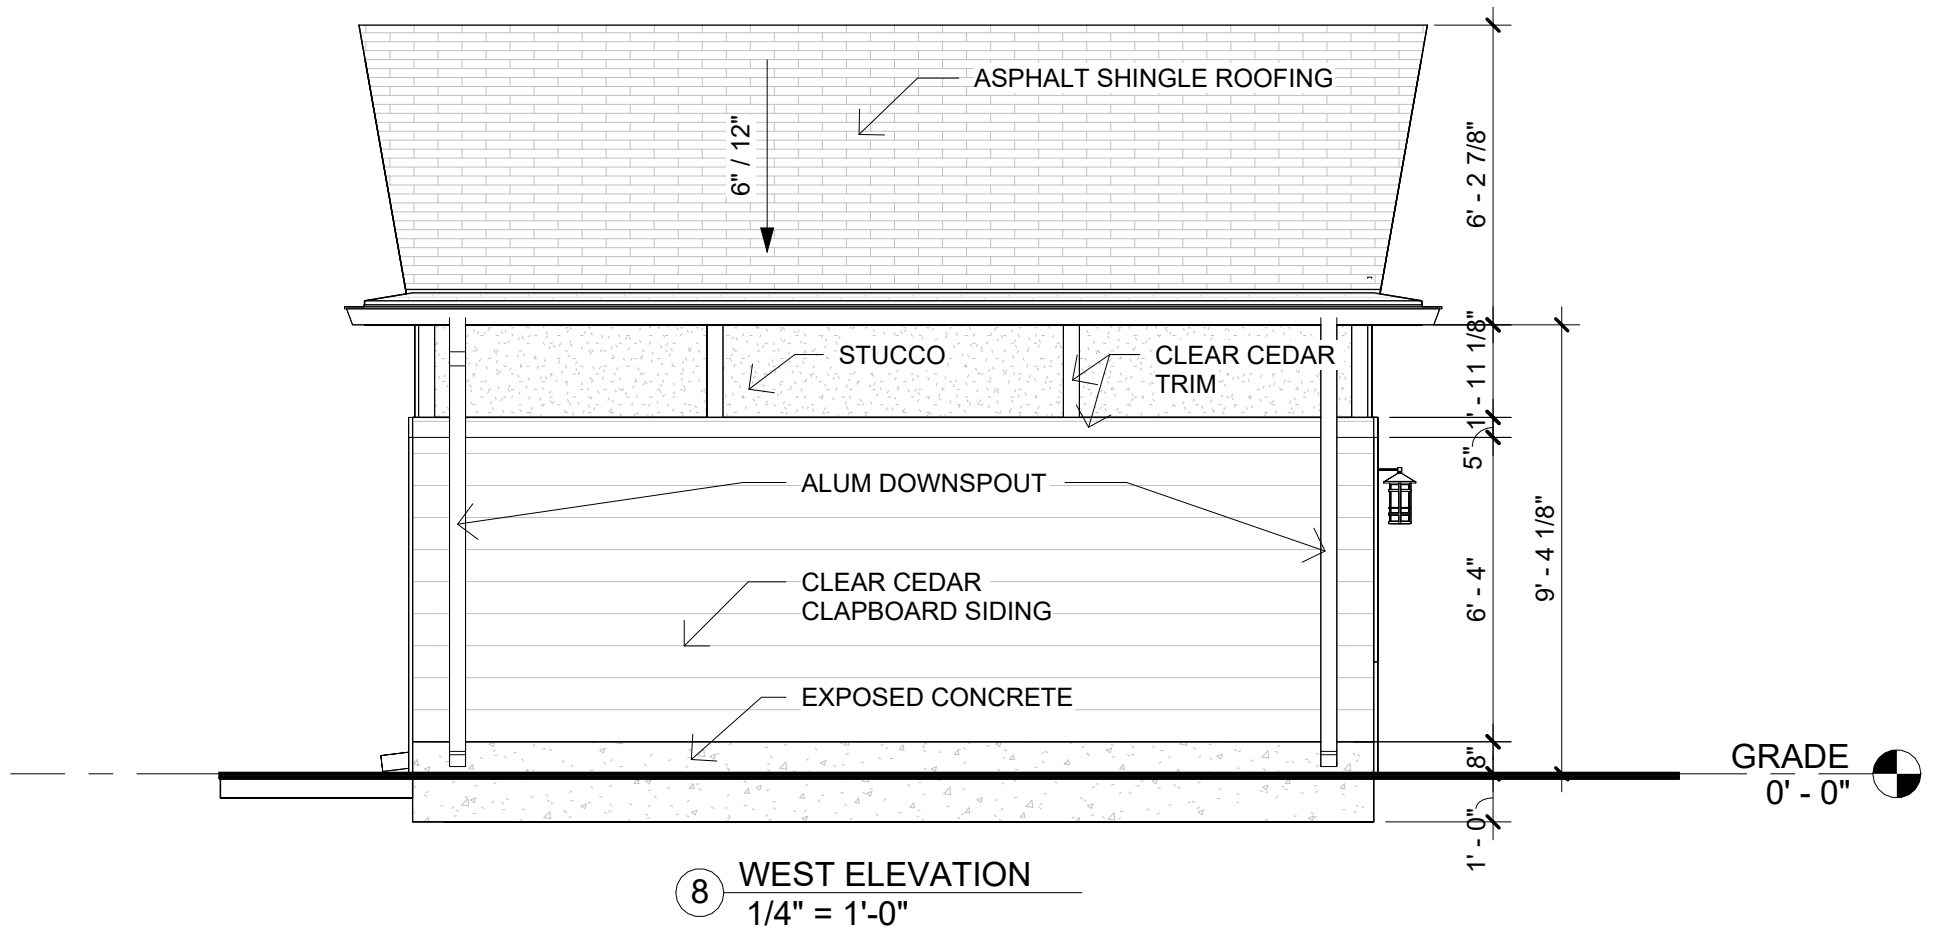 ASPHALT SHINGLE ROOFING
6" / 12"
6' - 2 7/8"
STUCCO
CLEAR CEDAR
TRIM
1' - 11 1/8"
5"
ALUM DOWNSPOUT
9' - 4 1/8"
6' - 4"
CLEAR CEDAR
CLAPBOARD SIDING
EXPOSED CONCRETE
8"
GRADE
0' - 0"
1' - 0"
8
WEST ELEVATION
1/4" = 1'-0"